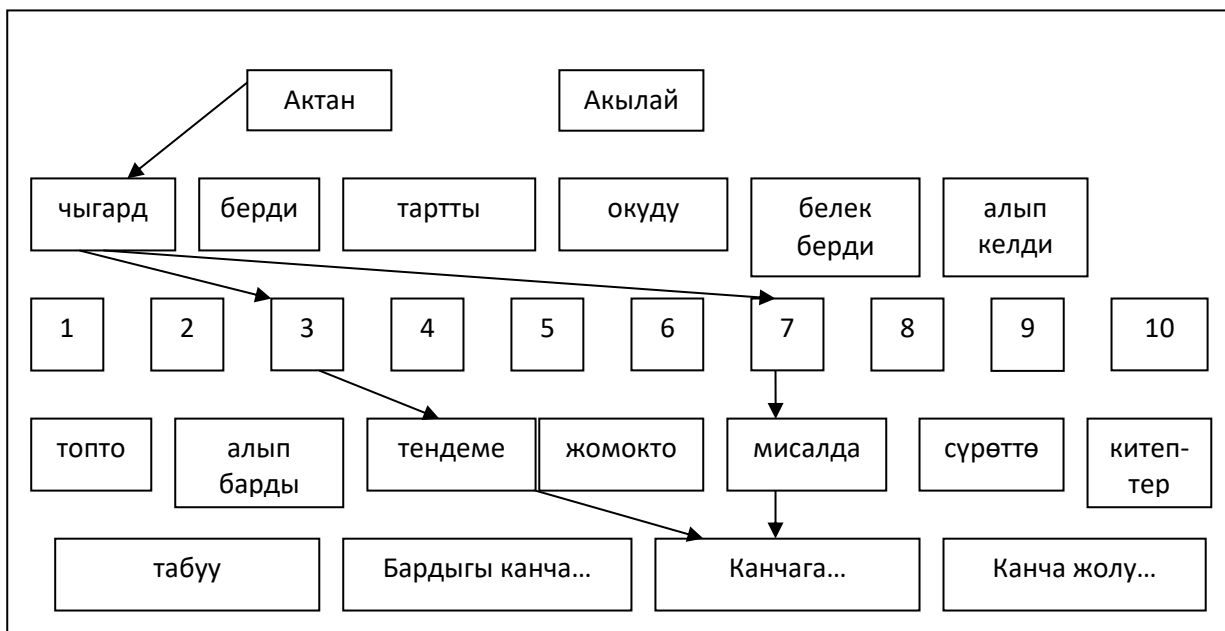 Актан Акылай
чыгард берди тартты окуду белек берди алып келди
1 2 3 4 5 6 7 8 9 10
топто алып барды тендеме жомокто мисалда сүрөттө китеп-тер
табуу Бардыгы канча... Канчага... Канча жолу...